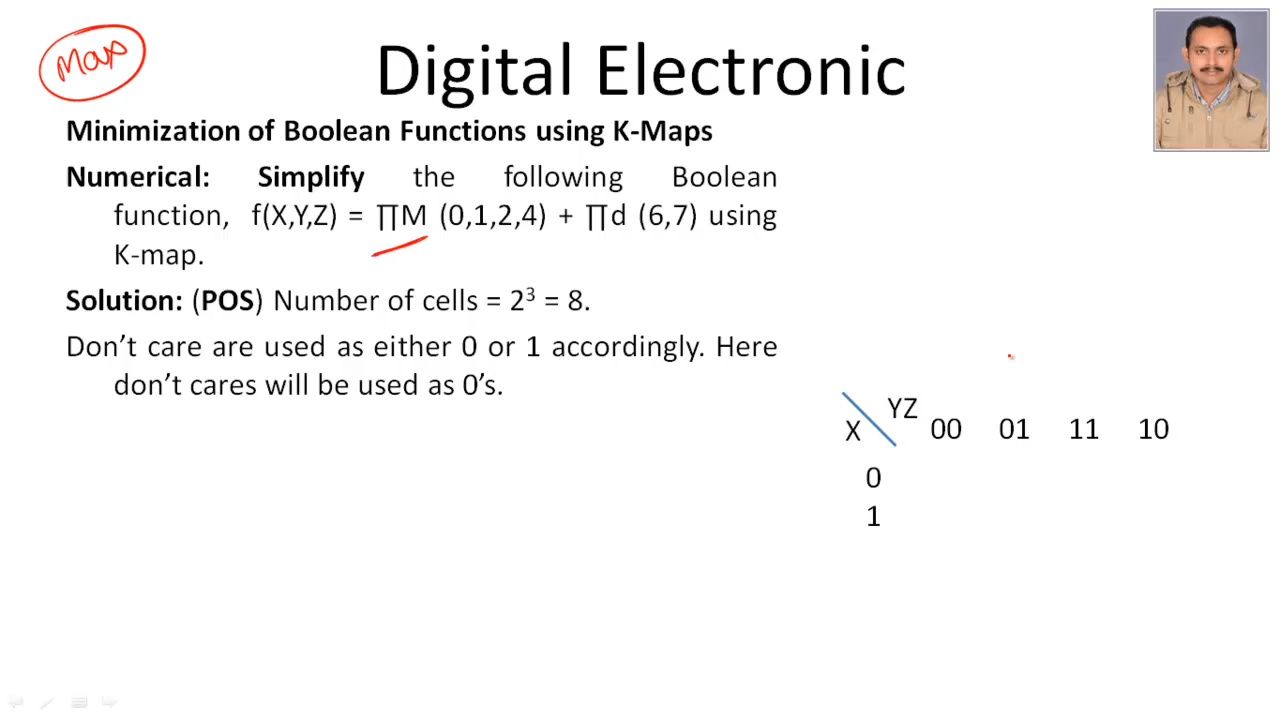 Map
Digital Electronic
Minimization of Boolean Functions using K-Maps
Numerical: Simplify the following Boolean
function, f(X,Y,Z) = ∏M (0,1,2,4) + ∏d (6,7) using
K-map.
Solution: (POS) Number of cells = 2³ = 8.
Don't care are used as either 0 or 1 accordingly. Here
don't cares will be used as 0's.
YZ
X 00 01 11 10
0
1